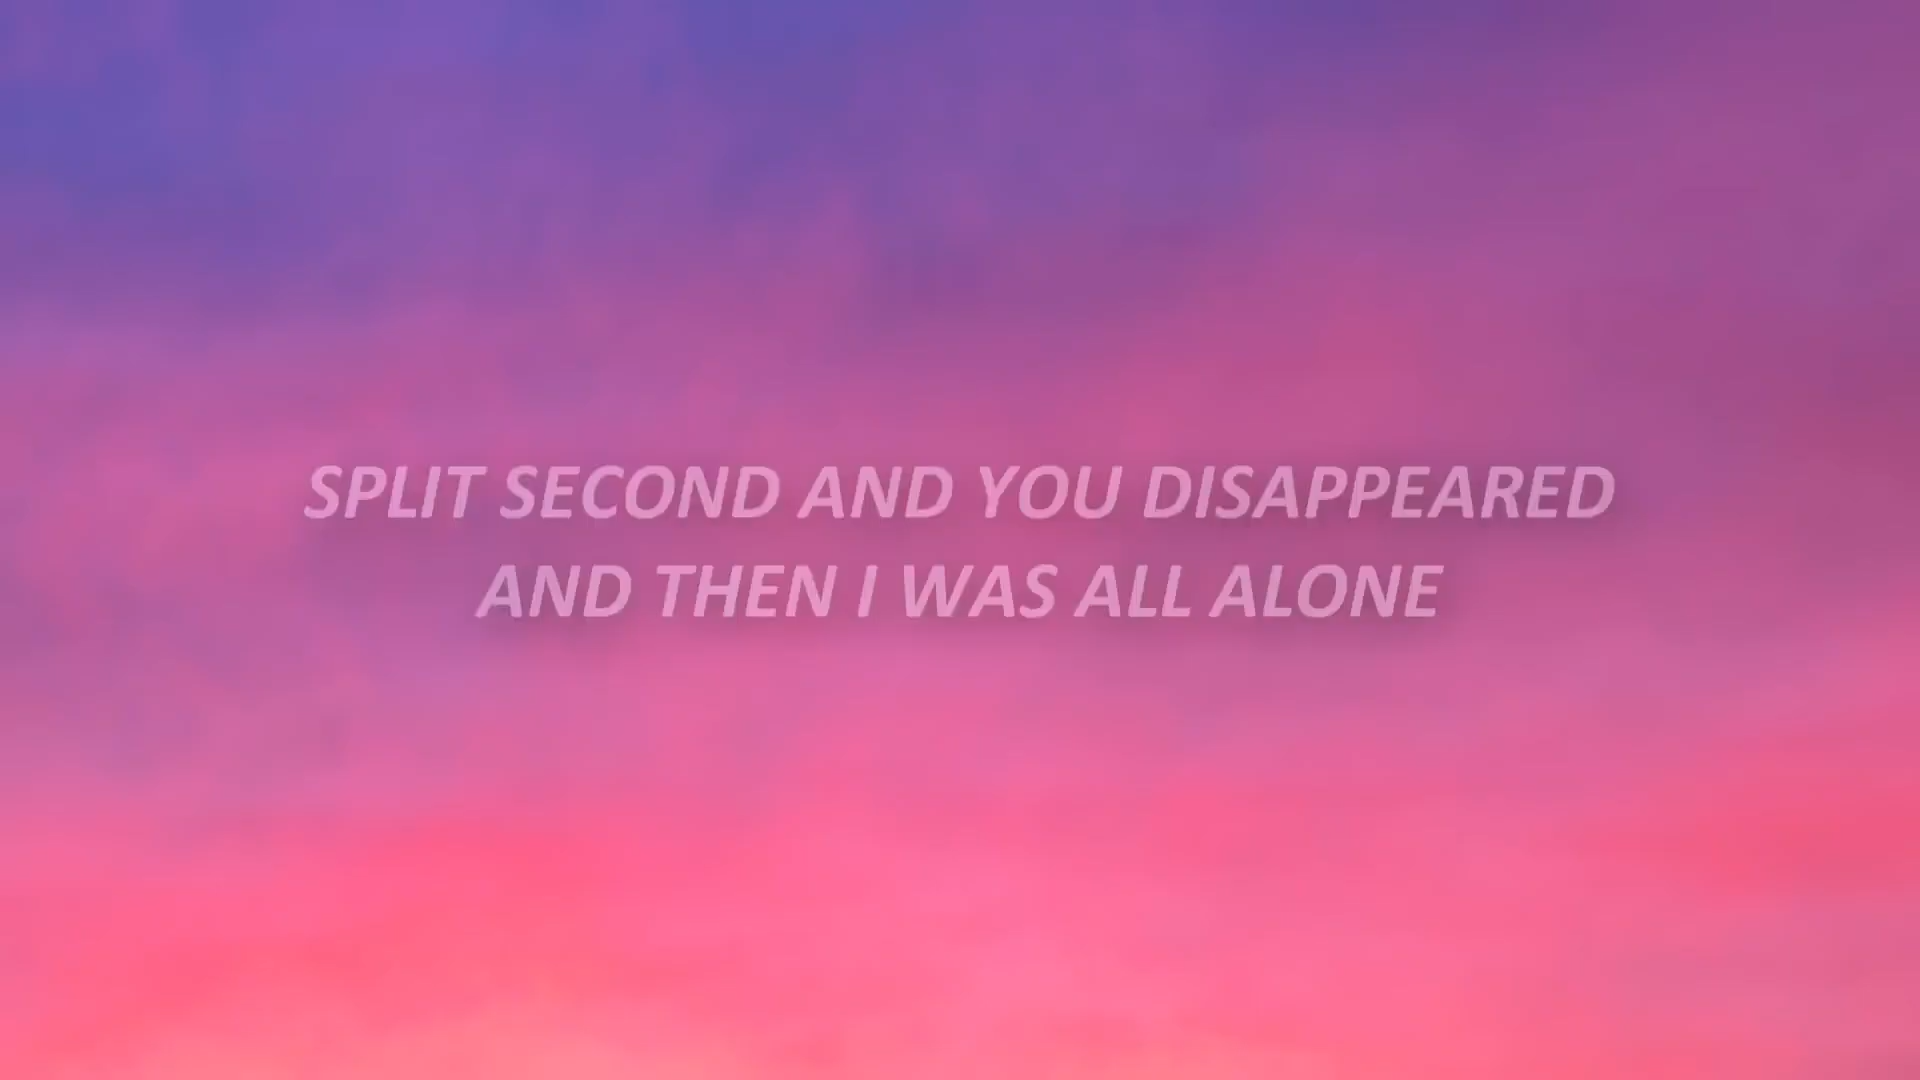 SPLIT SECOND AND YOU DISAPPEARED
AND THEN I WAS ALL ALONE